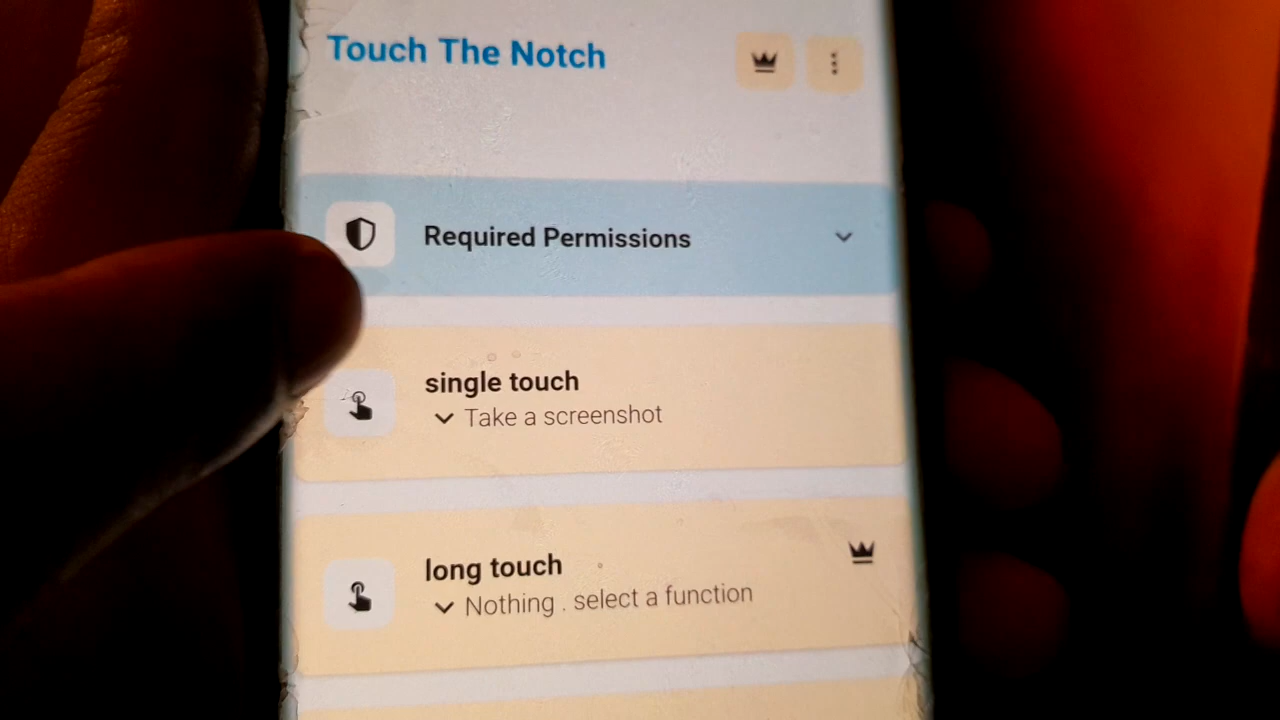 Touch The Notch
Required Permissions
single touch
Take a screenshot
long touch
Nothing . select a function